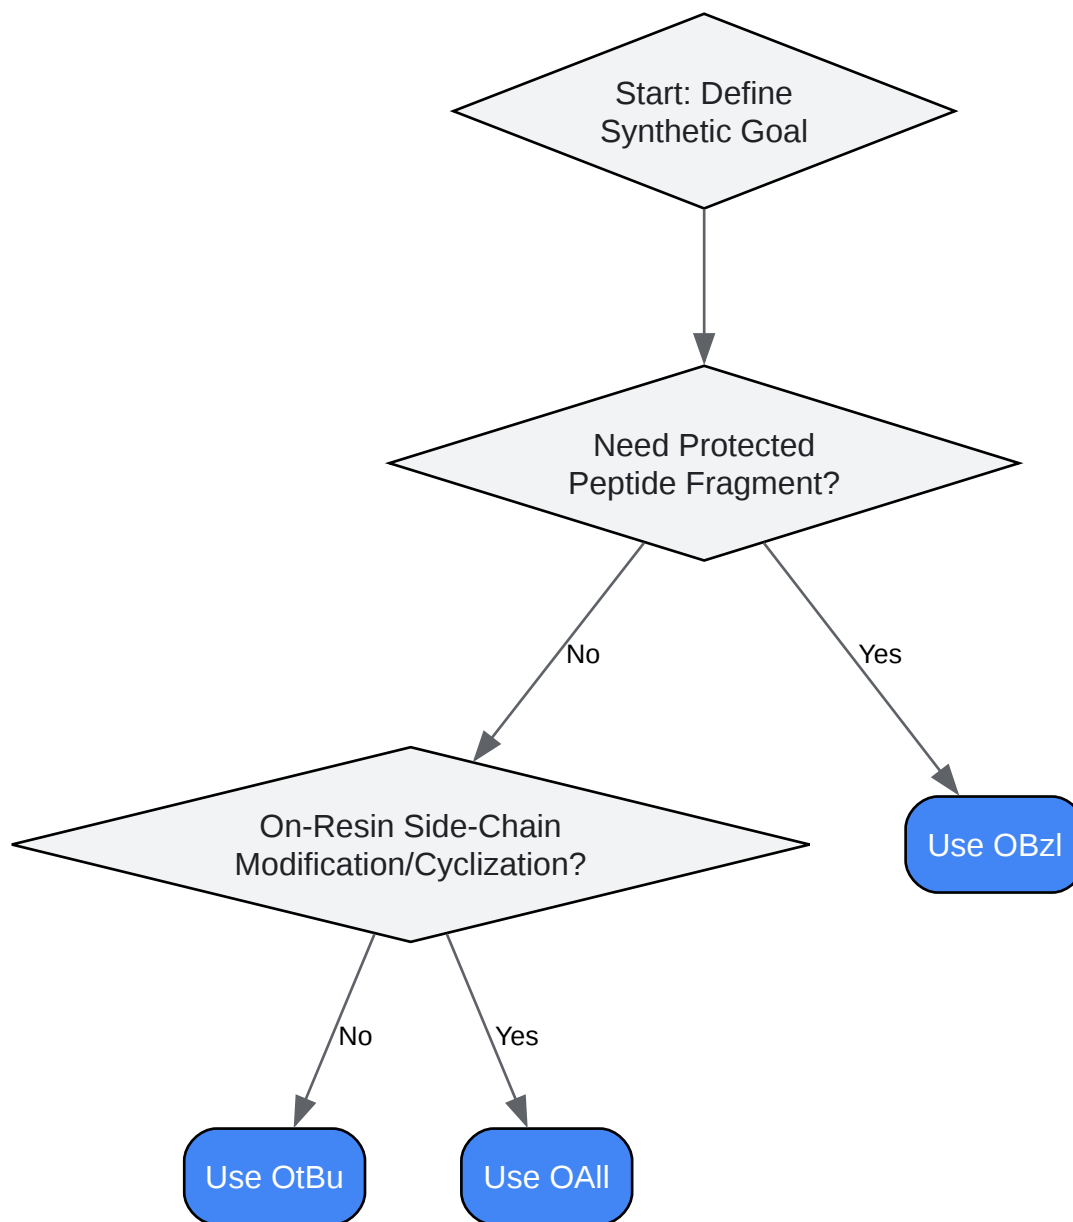 Start: Define
Synthetic Goal
Need Protected
Peptide Fragment?
No
Yes
On-Resin Side-Chain
Modification/Cyclization?
Use OBzl
No
Yes
Use OtBu
Use OAll